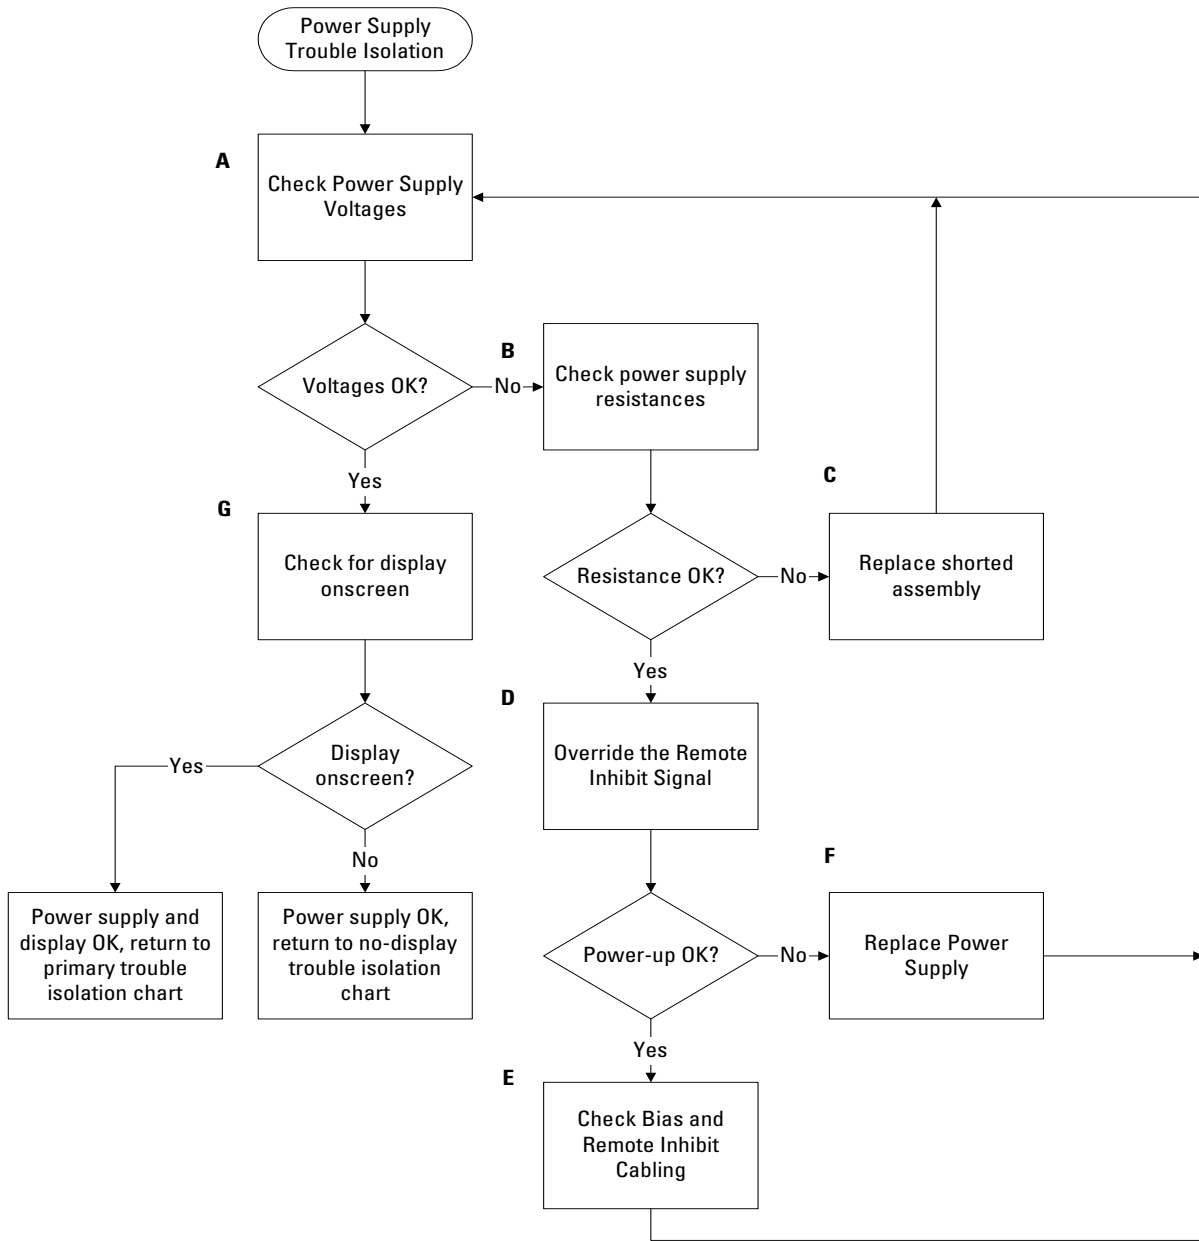 Power Supply
Trouble Isolation
A
Check Power Supply
Voltages
Voltages OK?
No
B
Check power supply
resistances
Yes
G
Check for display
onscreen
Resistance OK?
No
C
Replace shorted
assembly
Yes
D
Override the Remote
Inhibit Signal
Display
onscreen?
Yes
No
Power supply and
display OK, return to
primary trouble
isolation chart
Power supply OK,
return to no-display
trouble isolation
chart
Power-up OK?
No
F
Replace Power
Supply
Yes
E
Check Bias and
Remote Inhibit
Cabling